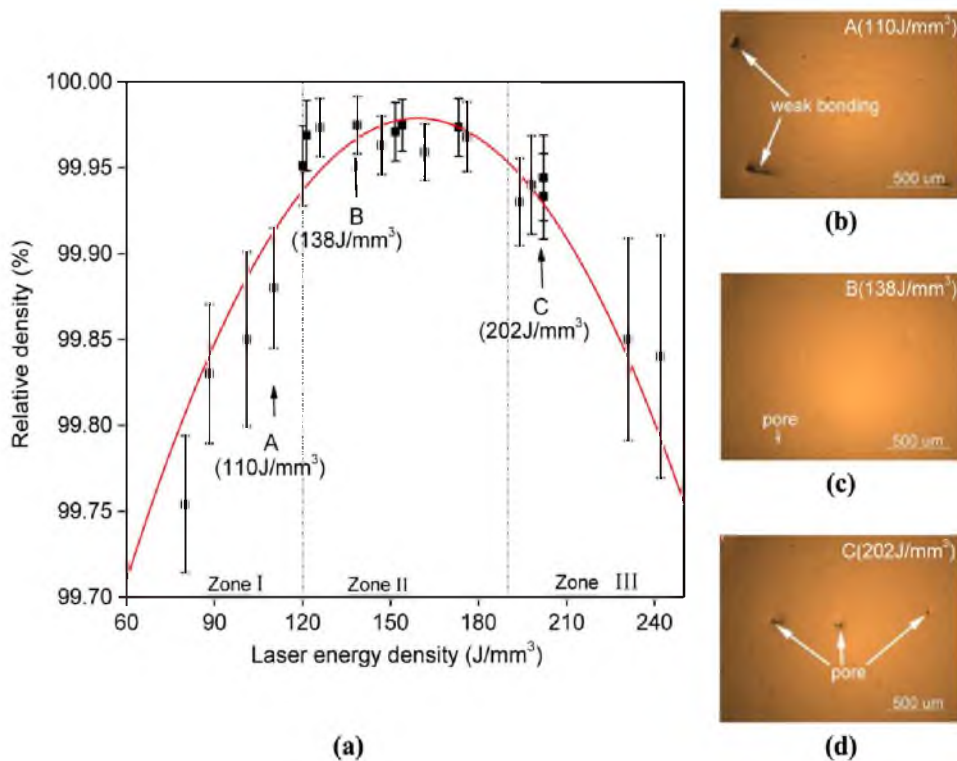 100.00
99.95
99.90
99.85
99.80
99.75
99.70
Relative density (%)
60
90
120
150
180
210
240
Laser energy density (J/mm³)
B
(138J/mm³)
C
(202J/mm³)
A
(110J/mm³)
Zone I
Zone II
Zone III
(a)
A(110J/mm³)
weak bonding
500 um
(b)
B(138J/mm³)
pore
500 um
(c)
C(202J/mm³)
pore
500 um
(d)